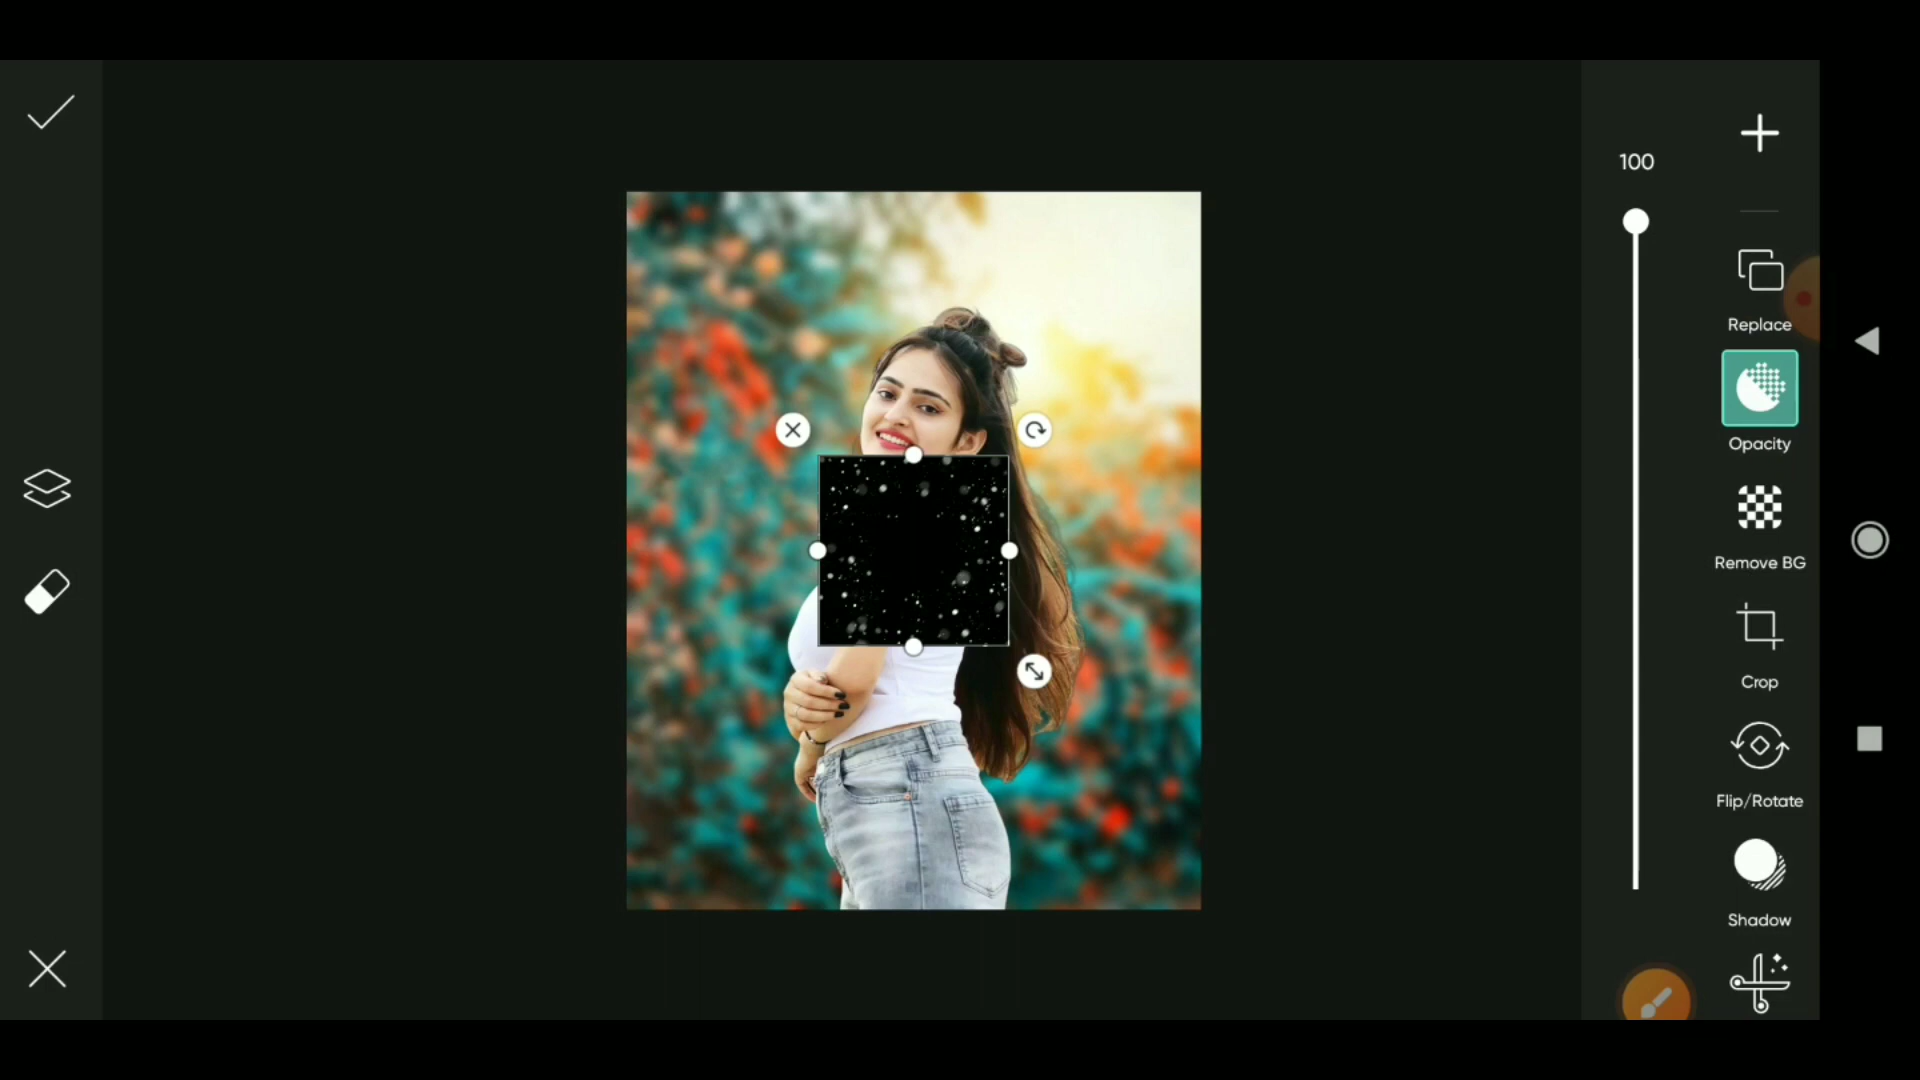 100
Replace
Opacity
Remove BG
Crop
Flip/Rotate
Shadow